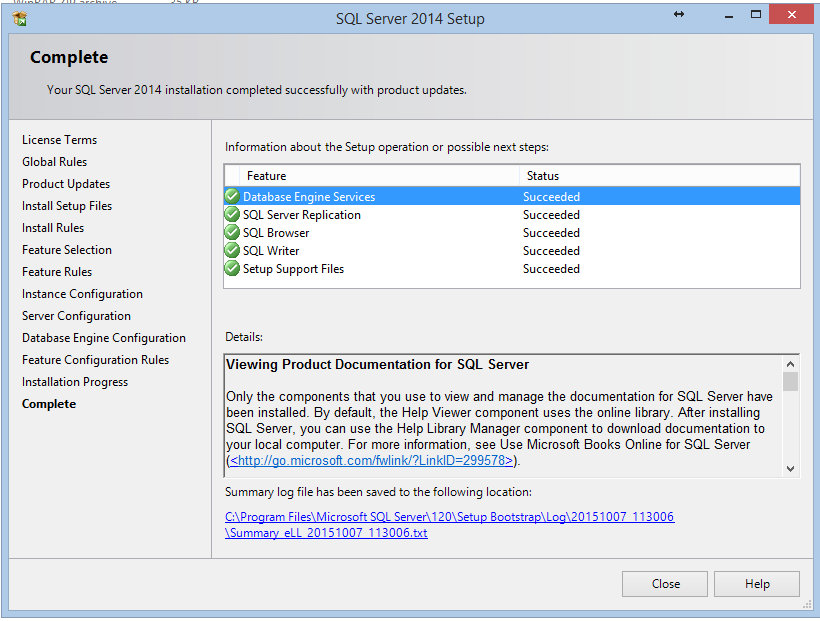 WinRAR ZIP archive 35 KB
SQL Server 2014 Setup
Complete
Your SQL Server 2014 installation completed successfully with product updates.
License Terms
Global Rules
Product Updates
Install Setup Files
Install Rules
Feature Selection
Feature Rules
Instance Configuration
Server Configuration
Database Engine Configuration
Feature Configuration Rules
Installation Progress
Complete
Information about the Setup operation or possible next steps:
Feature Status
Database Engine Services Succeeded
SQL Server Replication Succeeded
SQL Browser Succeeded
SQL Writer Succeeded
Setup Support Files Succeeded
Details:
Viewing Product Documentation for SQL Server
Only the components that you use to view and manage the documentation for SQL Server have
been installed. By default, the Help Viewer component uses the online library. After installing
SQL Server, you can use the Help Library Manager component to download documentation to
your local computer. For more information, see Use Microsoft Books Online for SQL Server
(<http://go.microsoft.com/fwlink/?LinkID=299578>).
Summary log file has been saved to the following location:
C:\Program Files\Microsoft SQL Server\120\Setup Bootstrap\Log\20151007_113006
\Summary_eLL_20151007_113006.txt
Close Help